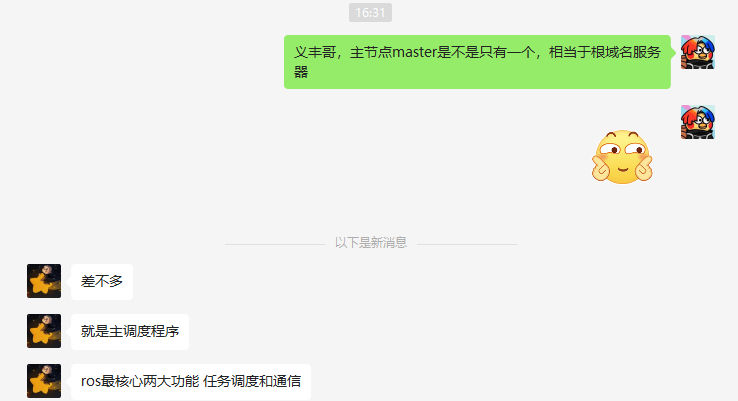 16:31
义丰哥，主节点master是不是只有一个，相当于根域名服务
器
以下是新消息
差不多
就是主调度程序
ros最核心两大功能 任务调度和通信